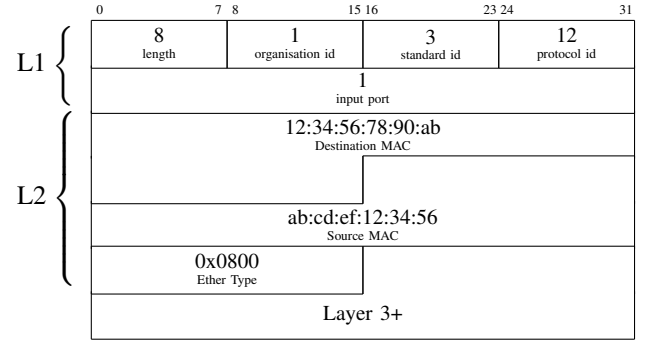 0 7 8 15 16 23 24 31
8 1 3 12
length organisation id standard id protocol id
L1
1
input port
12:34:56:78:90:ab
Destination MAC
L2
ab:cd:ef:12:34:56
Source MAC
0x0800
Ether Type
Layer 3+